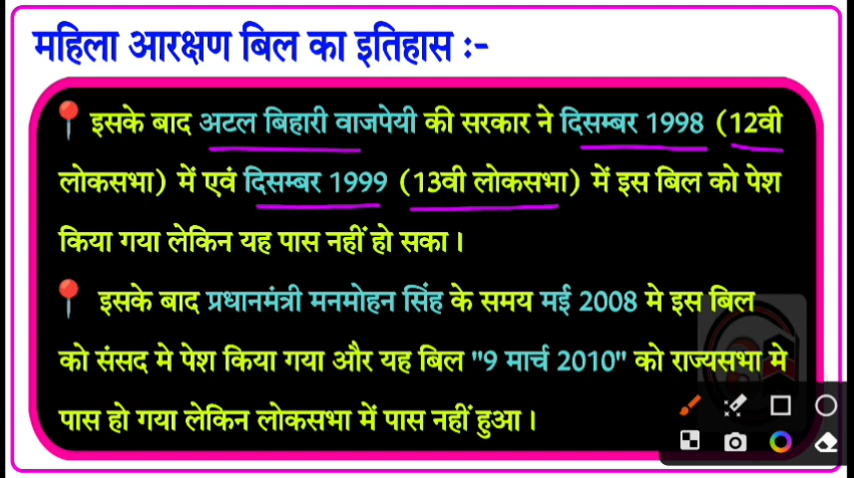 महिला आरक्षण बिल का इतिहास :-
इसके बाद अटल बिहारी वाजपेयी की सरकार ने दिसम्बर 1998 (12वी
लोकसभा) में एवं दिसम्बर 1999 (13वी लोकसभा) में इस बिल को पेश
किया गया लेकिन यह पास नहीं हो सका।
इसके बाद प्रधानमंत्री मनमोहन सिंह के समय मई 2008 मे इस बिल
को संसद मे पेश किया गया और यह बिल "9 मार्च 2010" को राज्यसभा मे
पास हो गया लेकिन लोकसभा में पास नहीं हुआ।